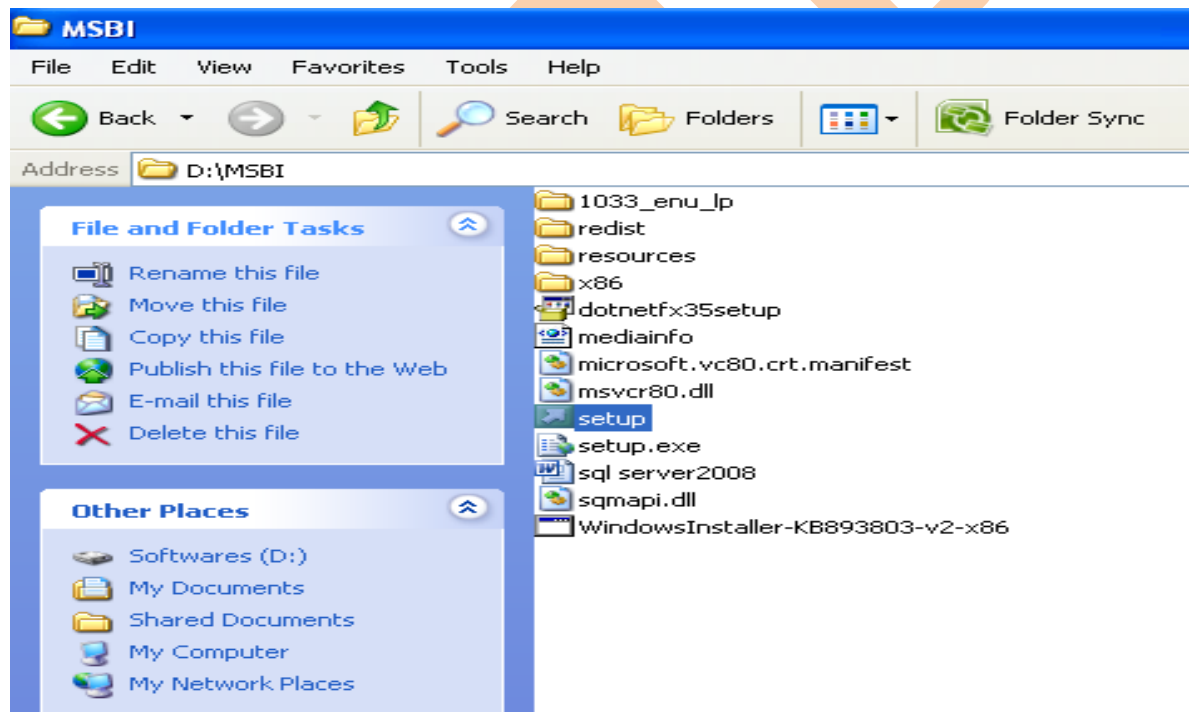 MSBI
File Edit View Favorites Tools Help
Back Search Folders Folder Sync
Address D:\MSBI
File and Folder Tasks
Rename this file
Move this file
Copy this file
Publish this file to the Web
E-mail this file
Delete this file
Other Places
Softwares (D:)
My Documents
Shared Documents
My Computer
My Network Places
1033_enu_lp
redist
resources
x86
dotnetfx35setup
mediainfo
microsoft.vc80.crt.manifest
msvcr80.dll
setup
setup.exe
sql server2008
sqmapi.dll
WindowsInstaller-KB893803-v2-x86